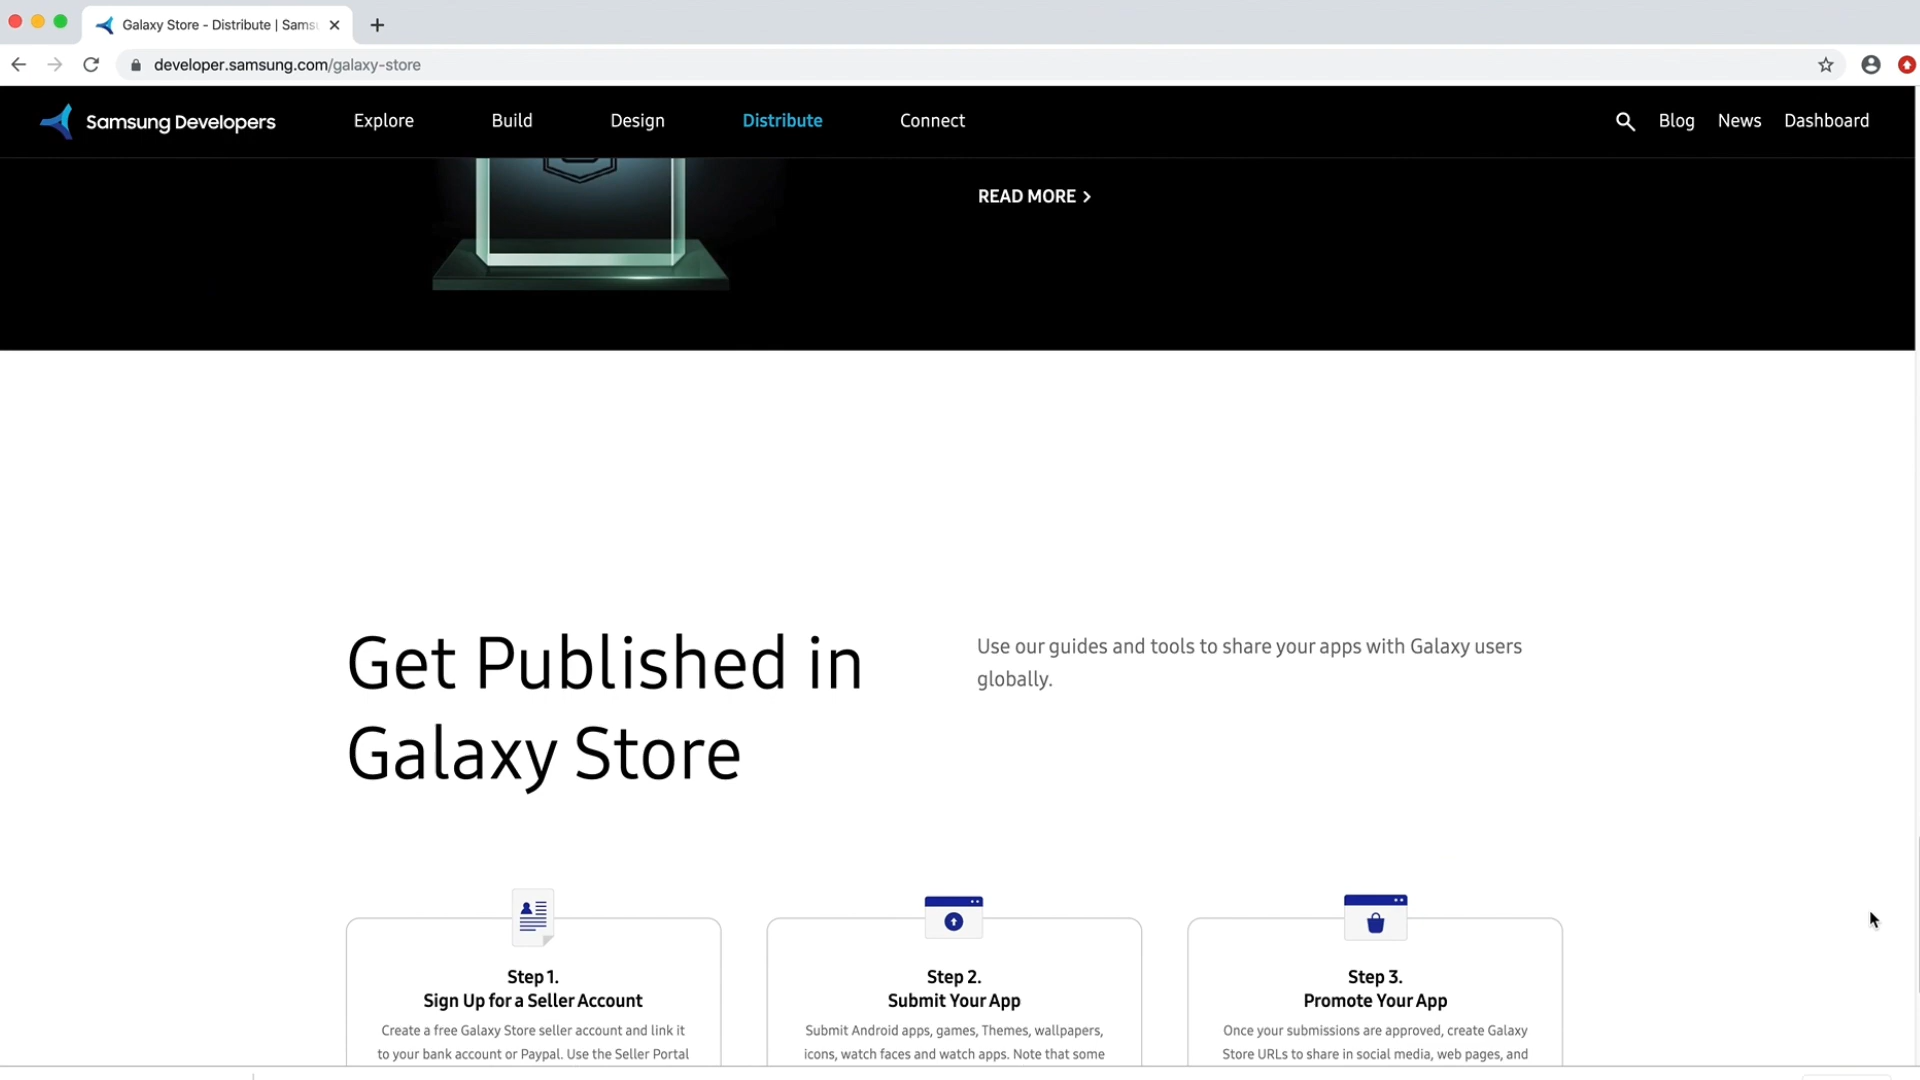 Galaxy Store - Distribute | Sams
developer.samsung.com/galaxy-store
Samsung Developers
Explore
Build
Design
Distribute
Connect
Blog
News
Dashboard
READ MORE >
Get Published in
Galaxy Store
Use our guides and tools to share your apps with Galaxy users
globally.
Step 1.
Sign Up for a Seller Account
Create a free Galaxy Store seller account and link it
to your bank account or Paypal. Use the Seller Portal
Step 2.
Submit Your App
Submit Android apps, games, Themes, wallpapers,
icons, watch faces and watch apps. Note that some
Step 3.
Promote Your App
Once your submissions are approved, create Galaxy
Store URLs to share in social media, web pages, and